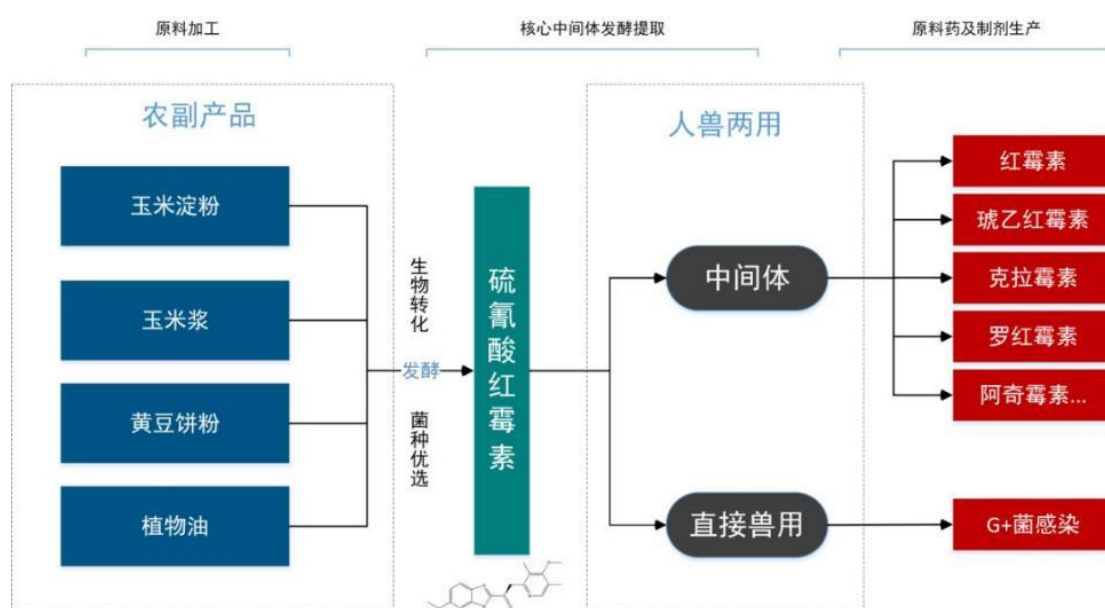 原料加工
核心中间体发酵提取
原料药及制剂生产
农副产品
玉米淀粉
玉米浆
黄豆饼粉
植物油
生物转化
发酵
菌种优选
硫氰酸红霉素
人兽两用
中间体
直接兽用
红霉素
琥乙红霉素
克拉霉素
罗红霉素
阿奇霉素...
G+菌感染